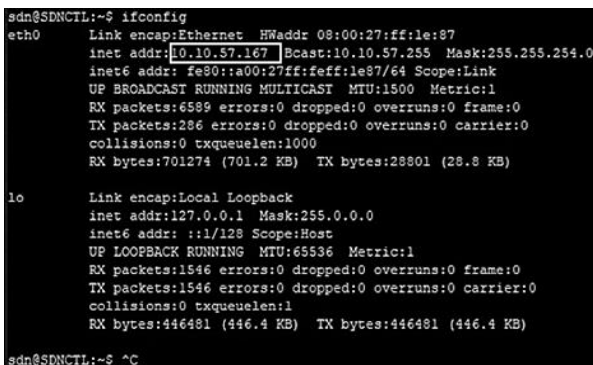 sdn@SDNCTL:~$ ifconfig
eth0 Link encap:Ethernet HWaddr 08:00:27:ff:1e:87
inet addr:10.10.57.167 Bcast:10.10.57.255 Mask:255.255.254.0
inet6 addr: fe80::a00:27ff:feff:1e87/64 Scope:Link
UP BROADCAST RUNNING MULTICAST MTU:1500 Metric:1
RX packets:6589 errors:0 dropped:0 overruns:0 frame:0
TX packets:286 errors:0 dropped:0 overruns:0 carrier:0
collisions:0 txqueuelen:1000
RX bytes:701274 (701.2 KB) TX bytes:28801 (28.8 KB)
lo Link encap:Local Loopback
inet addr:127.0.0.1 Mask:255.0.0.0
inet6 addr: ::1/128 Scope:Host
UP LOOPBACK RUNNING MTU:65536 Metric:1
RX packets:1546 errors:0 dropped:0 overruns:0 frame:0
TX packets:1546 errors:0 dropped:0 overruns:0 carrier:0
collisions:0 txqueuelen:1
RX bytes:446481 (446.4 KB) TX bytes:446481 (446.4 KB)
sdn@SDNCTL:~$ ^C